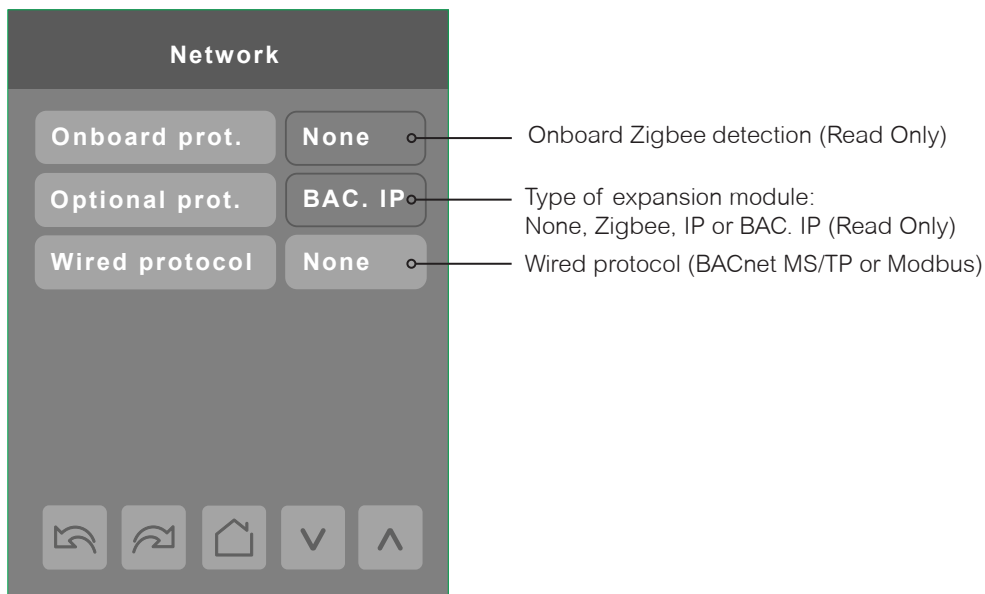 Network
Onboard prot.
None
Onboard Zigbee detection (Read Only)
Optional prot.
BAC. IP
Type of expansion module:
None, Zigbee, IP or BAC. IP (Read Only)
Wired protocol
None
Wired protocol (BACnet MS/TP or Modbus)